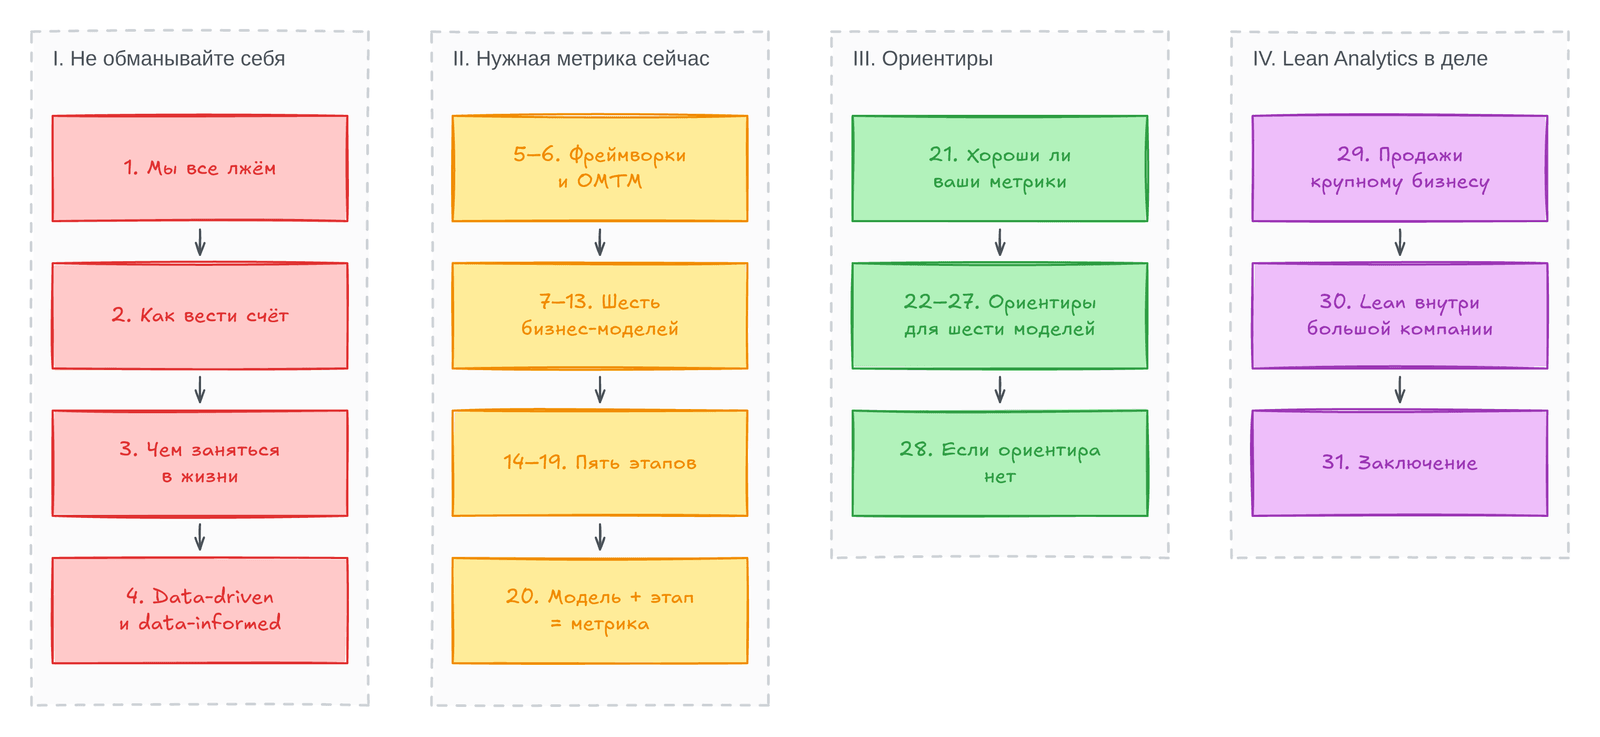 I. Не обманывайте себя
1. Мы все лжём
2. Как вести счёт
3. Чем заняться
в жизни
4. Data-driven
и data-informed
II. Нужная метрика сейчас
5–6. Фреймворки
и OMTM
7–13. Шесть
бизнес-моделей
14–19. Пять этапов
20. Модель + этап
= метрика
III. Ориентиры
21. Хороши ли
ваши метрики
22–27. Ориентиры
для шести моделей
28. Если ориентира
нет
IV. Lean Analytics в деле
29. Продажи
крупному бизнесу
30. Lean внутри
большой компании
31. Заключение